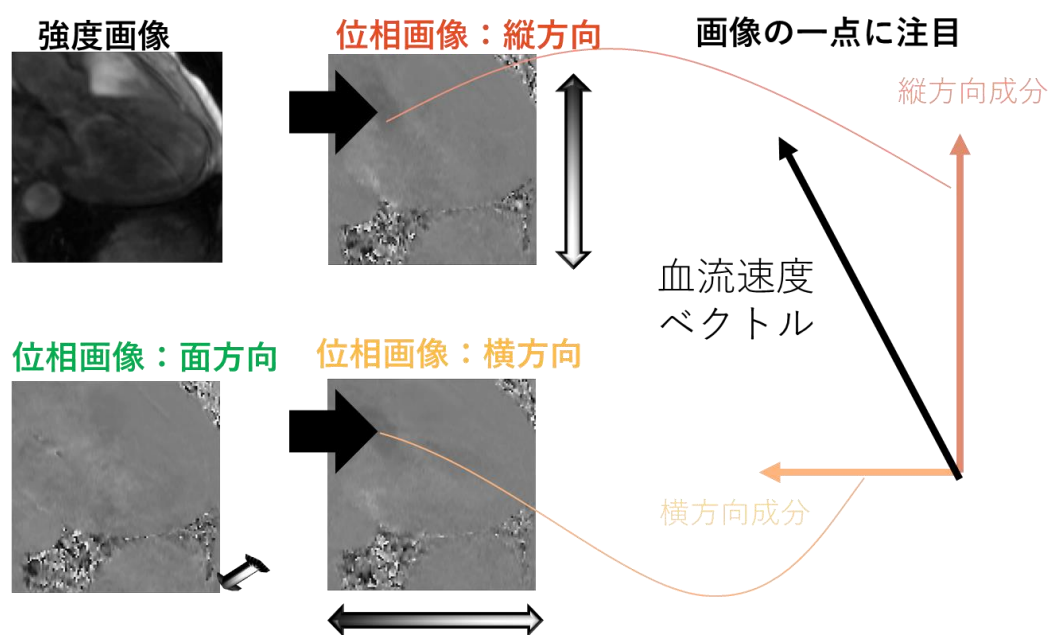 強度画像
位相画像：縦方向
画像の一点に注目
縦方向成分
血流速度
ベクトル
位相画像：面方向
位相画像：横方向
横方向成分